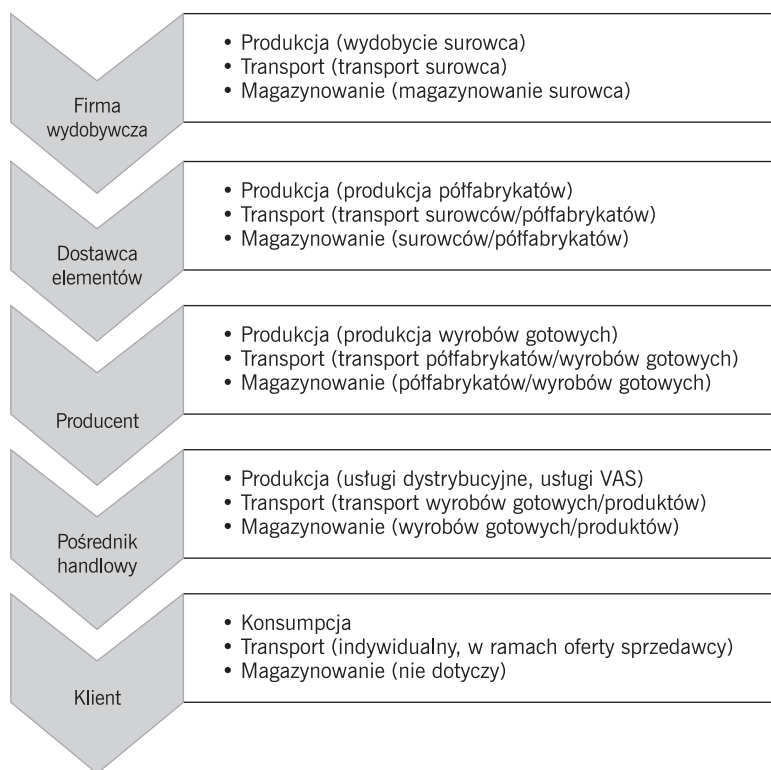 Firma
wydobywcza
• Produkcja (wydobycie surowca)
• Transport (transport surowca)
• Magazynowanie (magazynowanie surowca)
Dostawca
elementów
• Produkcja (produkcja półfabrykatów)
• Transport (transport surowców/półfabrykatów)
• Magazynowanie (surowców/półfabrykatów)
Producent
• Produkcja (produkcja wyrobów gotowych)
• Transport (transport półfabrykatów/wyrobów gotowych)
• Magazynowanie (półfabrykatów/wyrobów gotowych)
Pośrednik
handlowy
• Produkcja (usługi dystrybucyjne, usługi VAS)
• Transport (transport wyrobów gotowych/produktów)
• Magazynowanie (wyrobów gotowych/produktów)
Klient
• Konsumpcja
• Transport (indywidualny, w ramach oferty sprzedawcy)
• Magazynowanie (nie dotyczy)